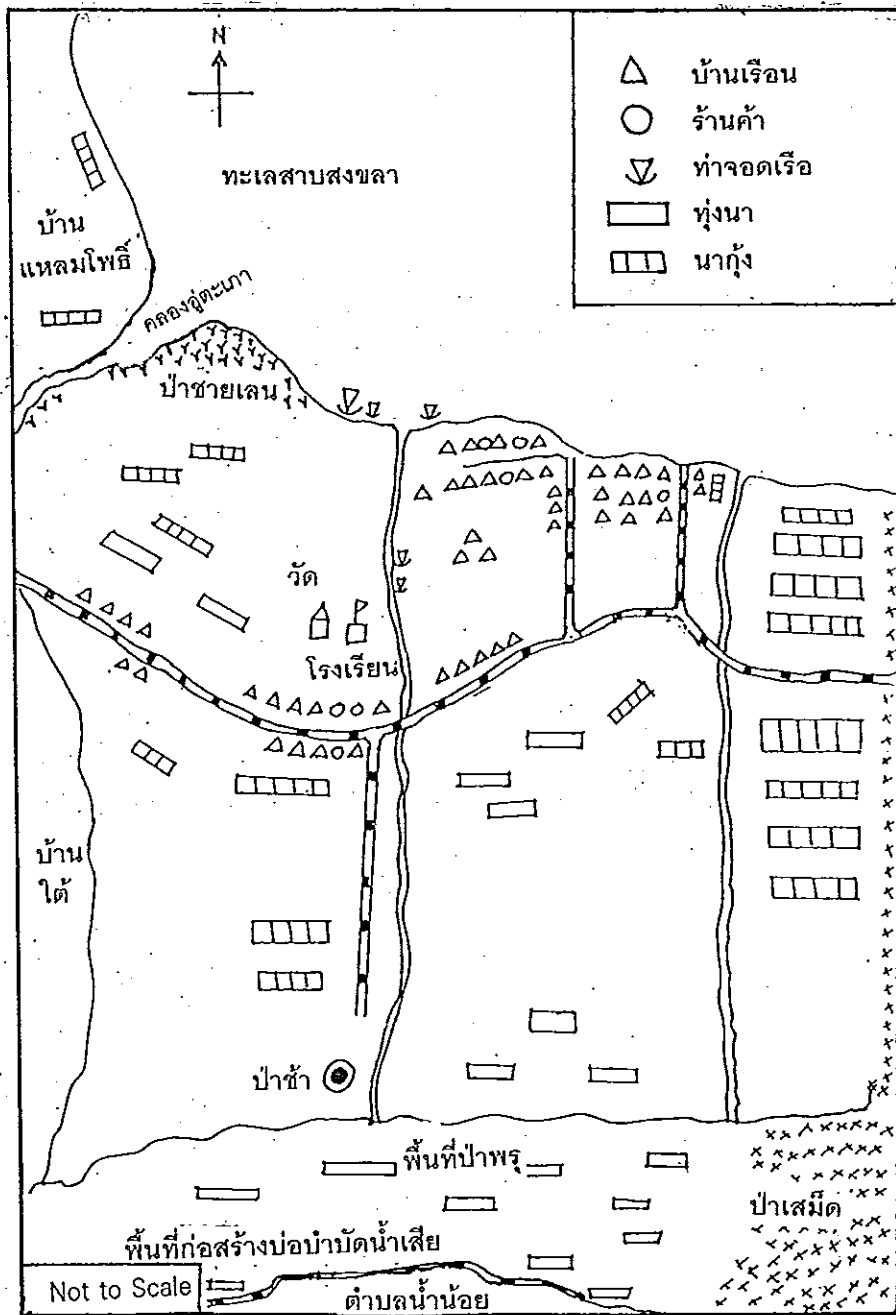 N
บ้านเรือน
ร้านค้า
ท่าจอดเรือ
ทุ่งนา
นากุ้ง
ทะเลสาบสงขลา
บ้าน
แหลมโพธิ์
คลองอู่ตะเภา
ป่าชายเลน
วัด
โรงเรียน
บ้าน
ใต้
ป่าช้า
พื้นที่ป่าพรุ
ป่าเสม็ด
พื้นที่ก่อสร้างบ่อบำบัดน้ำเสีย
Not to Scale
ตำบลน้ำน้อย